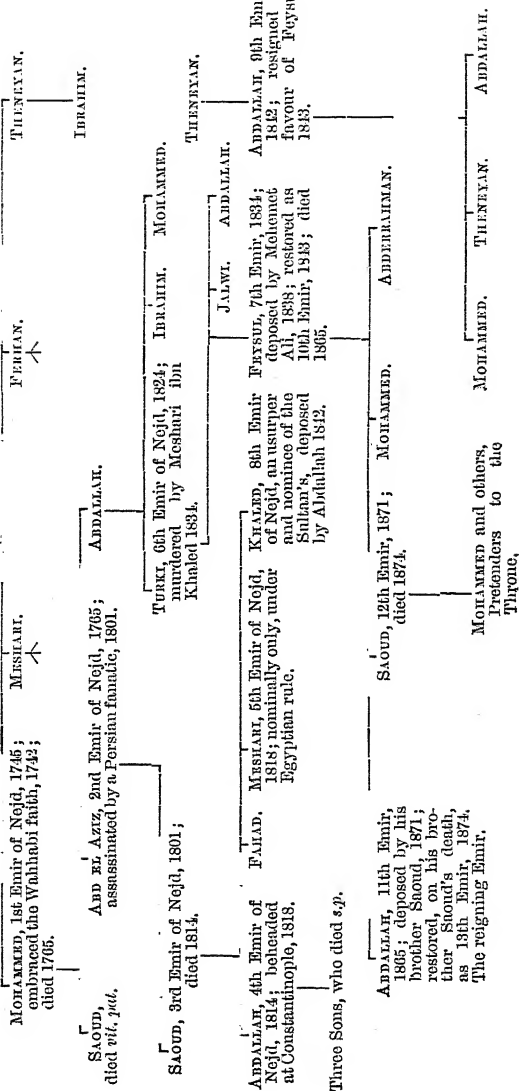 MOHAMMED, 1st Emir of Nejd, 1745;
embraced the Wahhabi faith, 1742;
died 1765.
MESHARI.
FERHAN.
THENEYAN.
SAOUD,
died vit. pat.
ABD EL AZIZ, 2nd Emir of Nejd, 1765;
assassinated by a Persian fanatic, 1801.
ABDALLAH.
IBRAHIM.
SAOUD, 3rd Emir of Nejd, 1801;
died 1814.
TURKI, 6th Emir of Nejd, 1824;
murdered by Meshari ibn
Khaled 1834.
IBRAHIM.
MOHAMMED.
THENEYAN.
JALWI.
ABDALLAH.
ABDALLAH, 4th Emir of
Nejd, 1814; beheaded
at Constantinople, 1818.
FAHAD.
MESHARI, 5th Emir of Nejd,
1818; nominally only, under
Egyptian rule.
KHALED, 8th Emir
of Nejd, an usurper
and nominee of the
Sultan's, deposed
by Abdallah 1842.
FEYSUL, 7th Emir, 1834;
deposed by Mehemet
Ali, 1838; restored as
10th Emir, 1843; died
1865.
ABDALLAH, 9th Emi
1842; resigned
favour of Feysu
1843.
Three Sons, who died s.p.
ABDALLAH, 11th Emir,
1865; deposed by his
brother Saoud, 1871;
restored, on his bro-
ther Saoud's death,
as 13th Emir, 1874.
The reigning Emir.
SAOUD, 12th Emir, 1871;
died 1874.
MOHAMMED.
ABDERRAHMAN.
MOHAMMED and others,
Pretenders to the
Throne,
MOHAMMED.
THENEYAN.
ABDALLAH.